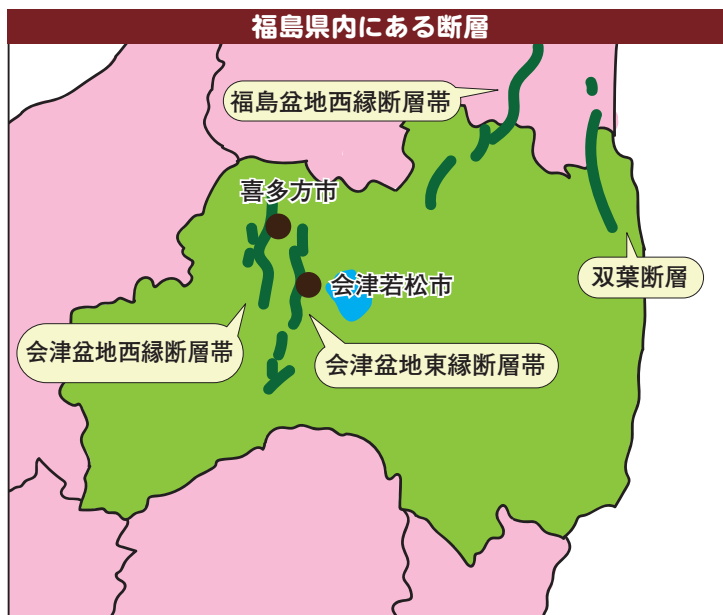 福島県内にある断層
福島盆地西縁断層帯
喜多方市
双葉断層
会津若松市
会津盆地西縁断層帯
会津盆地東縁断層帯